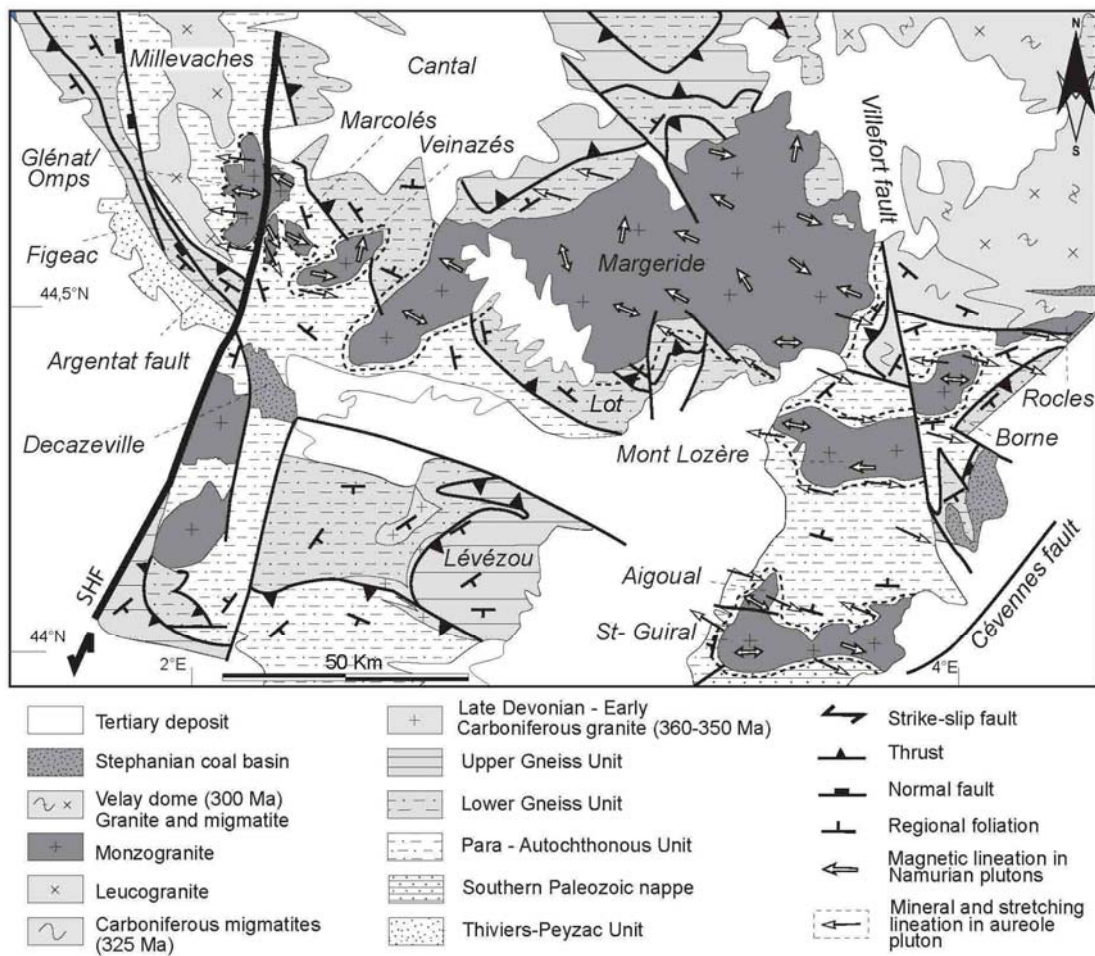 Millevaches
Cantal
N
S
Marcolés
Veinazés
Villefort fault
Glénat/
Omps
Figeac
Margeride
44,5°N
Argentat fault
Lot
Rocles
Decazeville
Borne
Mont Lozère
Lévézou
Aigoual
Cévennes fault
SHF
St- Guiral
44°N
2°E
50 Km
4°E
Tertiary deposit
Stephanian coal basin
Velay dome (300 Ma)
Granite and migmatite
Monzogranite
Leucogranite
Carboniferous migmatites
(325 Ma)
Late Devonian - Early
Carboniferous granite (360-350 Ma)
Upper Gneiss Unit
Lower Gneiss Unit
Para - Autochthonous Unit
Southern Paleozoic nappe
Thiviers-Peyzac Unit
Strike-slip fault
Thrust
Normal fault
Regional foliation
Magnetic lineation in
Namurian plutons
Mineral and stretching
lineation in aureole
pluton